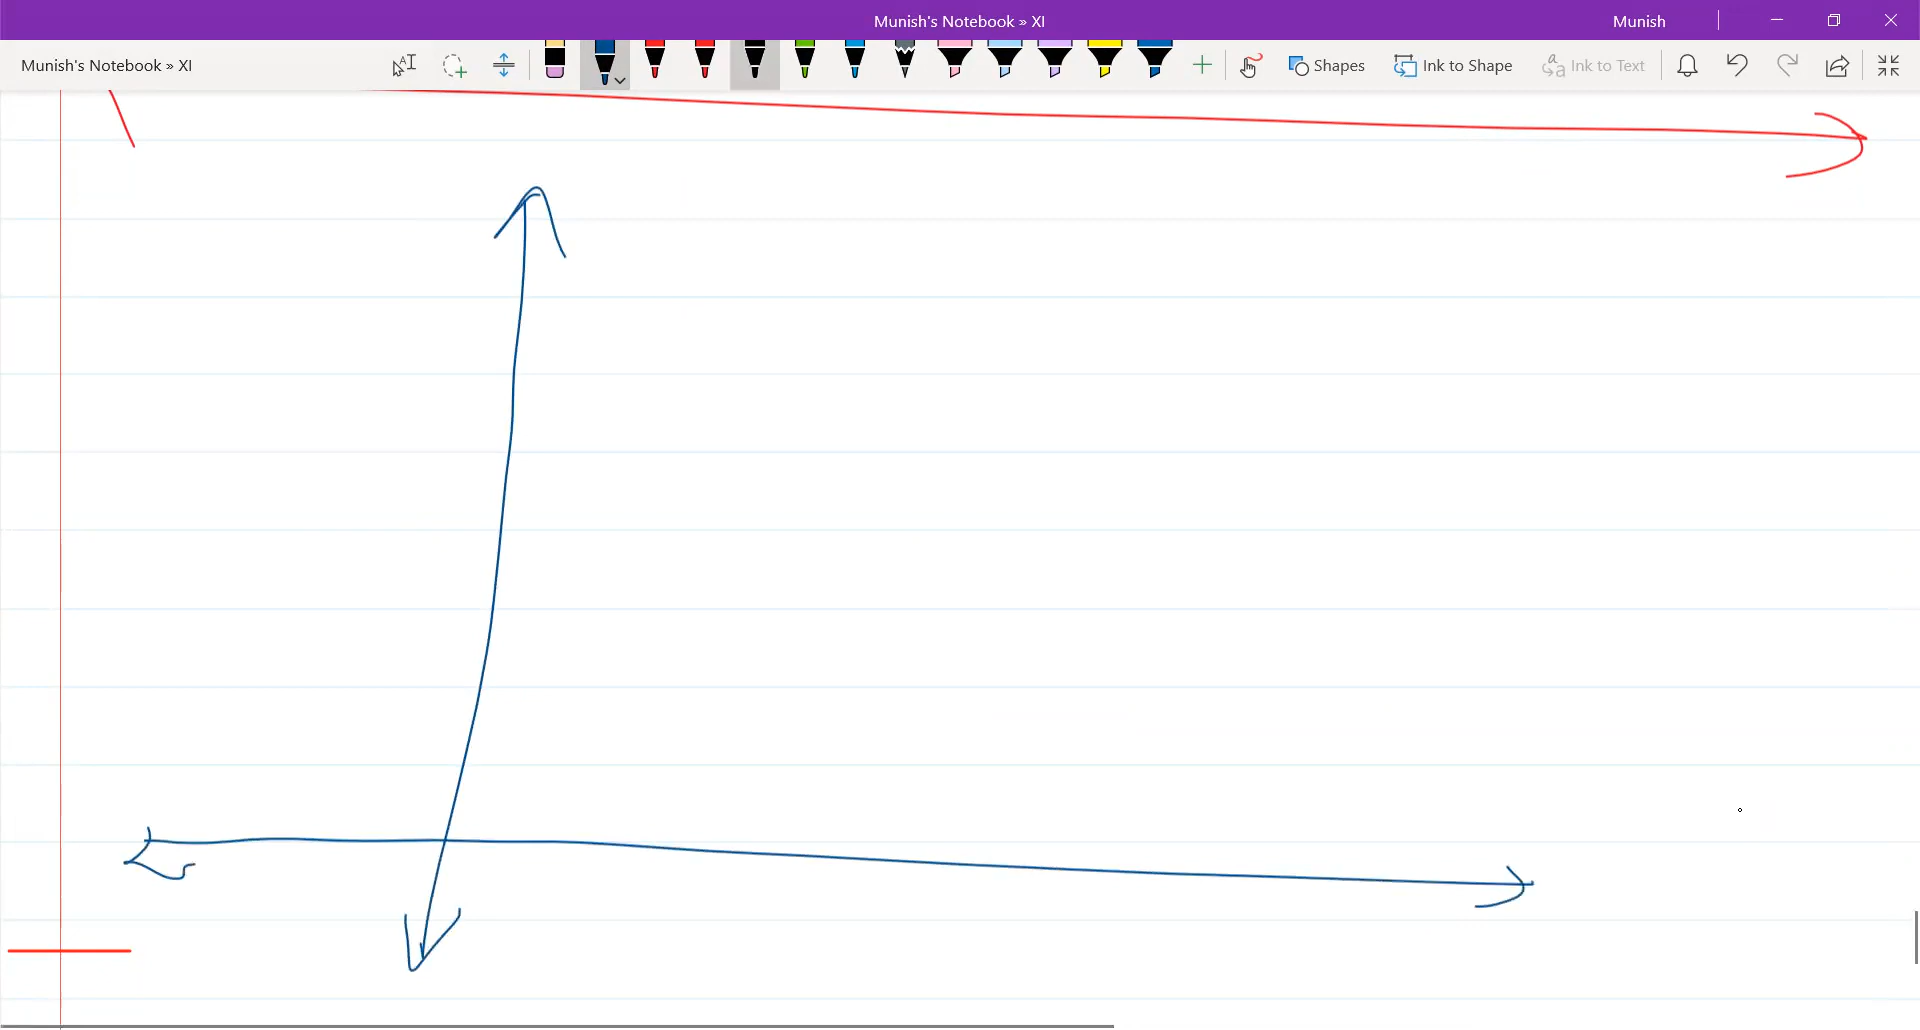 Munish's Notebook » XI
Munish
Munish's Notebook » XI
Shapes
Ink to Shape
Ink to Text